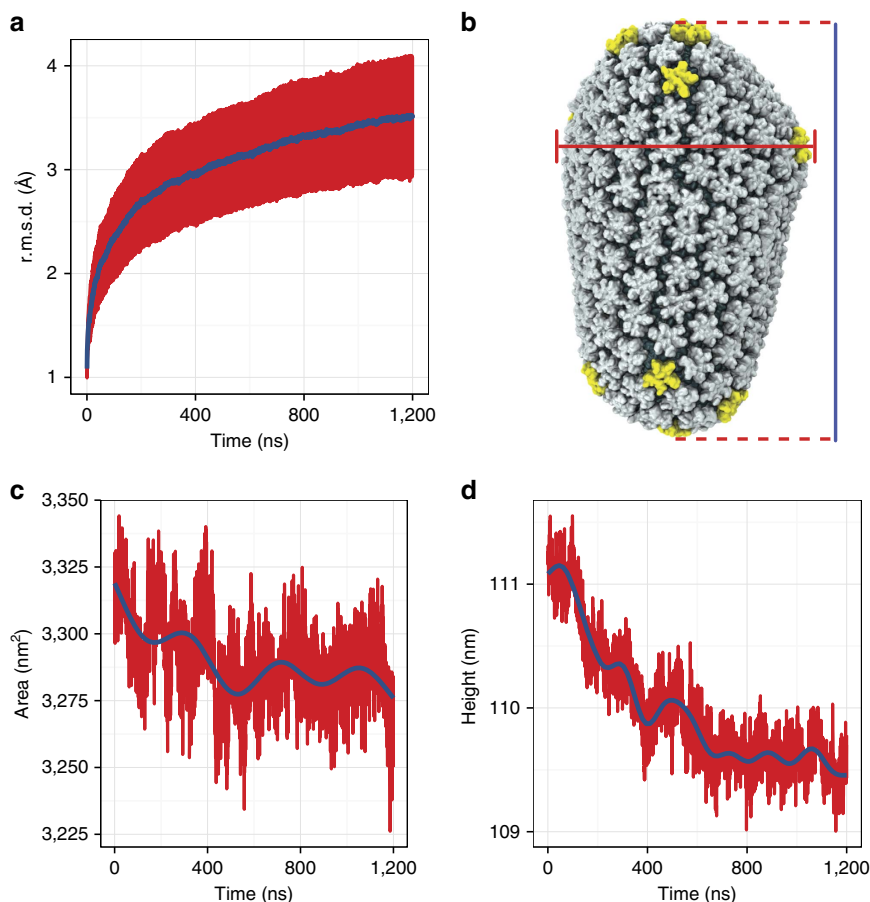 a
4
3
2
1
r.m.s.d. (Å)
0
400
800
1,200
Time (ns)
b
c
3,350
3,325
3,300
3,275
3,250
3,225
Area (nm²)
0
400
800
1,200
Time (ns)
d
111
110
109
Height (nm)
0
400
800
1,200
Time (ns)